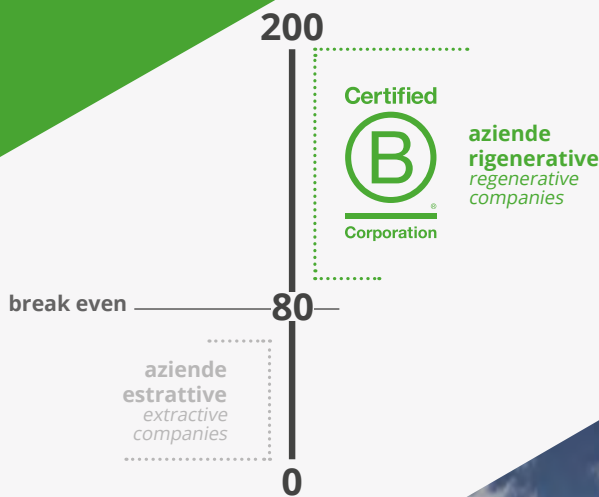 200
Certified
B
®
Corporation
aziende
rigenerative
regenerative
companies
break even
80
aziende
estrattive
extractive
companies
0